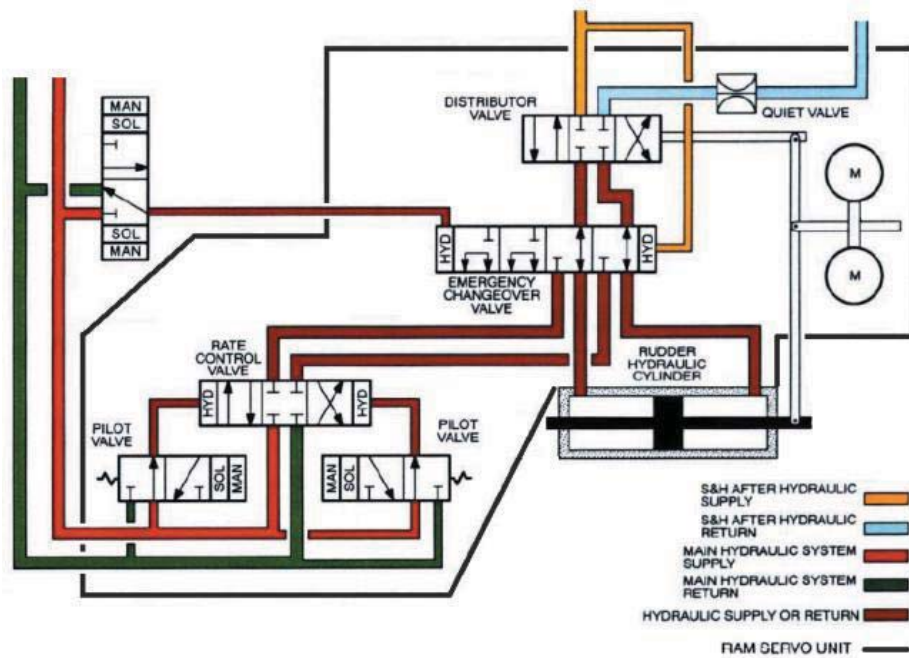 MAN
SOL
SOL
MAN
DISTRIBUTOR
VALVE
QUIET VALVE
M
M
HYD
HYD
EMERGENCY
CHANGEOVER
VALVE
RATE
CONTROL
VALVE
HYD
HYD
RUDDER
HYDRAULIC
CYLINDER
PILOT VALVE
SOL
MAN
PILOT
VALVE
MAN
SOL
S&H AFTER HYDRAULIC
SUPPLY
S&H AFTER HYDRAULIC
RETURN
MAIN HYDRAULIC SYSTEM
SUPPLY
MAIN HYDRAULIC SYSTEM
RETURN
HYDRAULIC SUPPLY OR RETURN
RAM SERVO UNIT